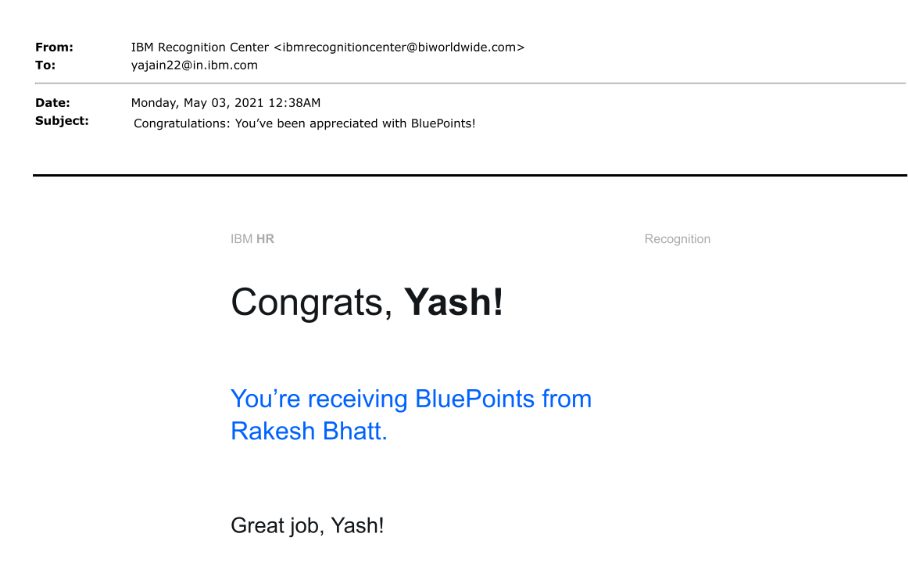 From: IBM Recognition Center <ibmrecognitioncenter@biworldwide.com>
To: yajain22@in.ibm.com
Date: Monday, May 03, 2021 12:38AM
Subject: Congratulations: You've been appreciated with BluePoints!
IBM HR Recognition
Congrats, Yash!
You’re receiving BluePoints from
Rakesh Bhatt.
Great job, Yash!